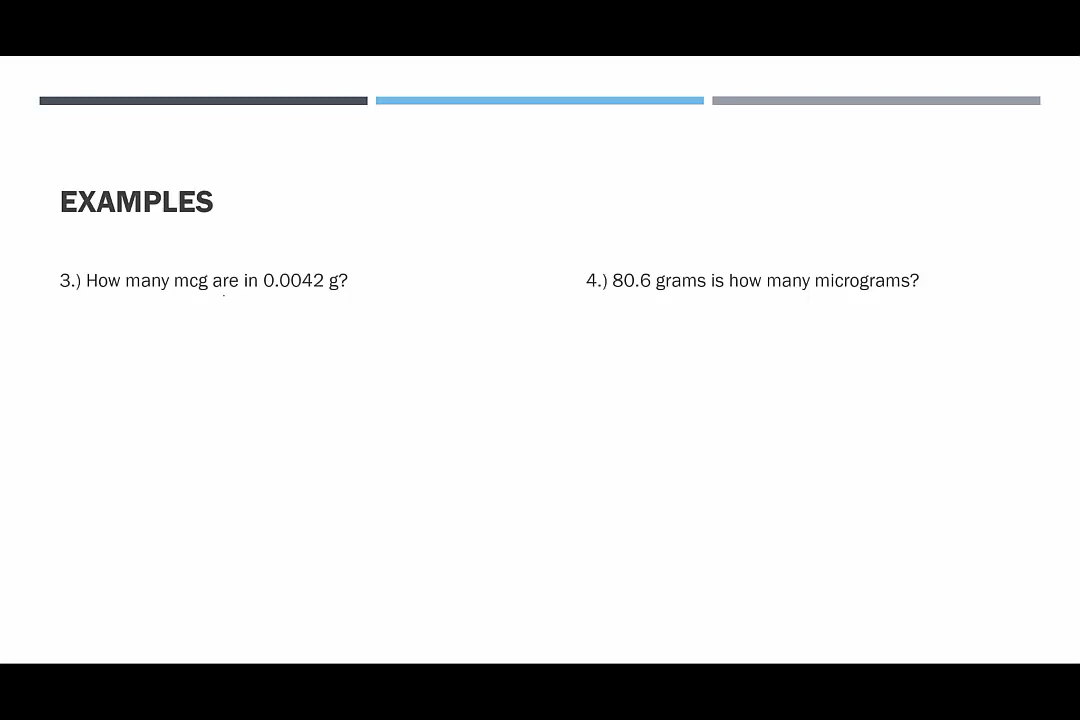 EXAMPLES
3.) How many mcg are in 0.0042 g?
4.) 80.6 grams is how many micrograms?